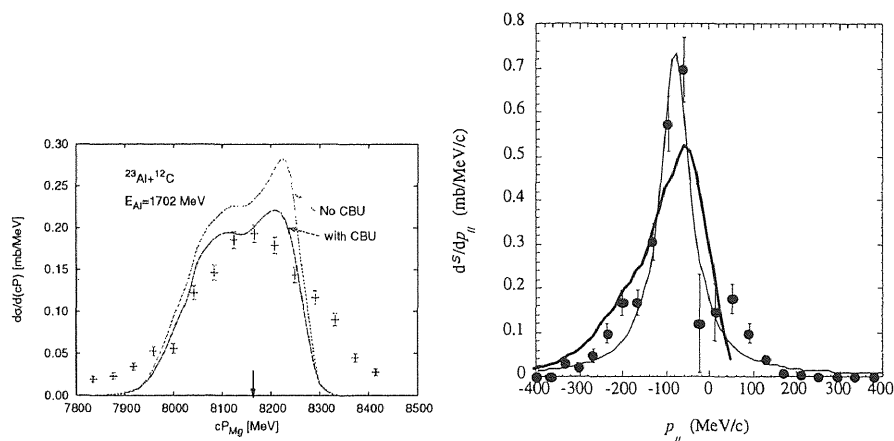 0.30
0.25
0.20
0.15
0.10
0.05
0.00
dσ/d(cP) [mb/MeV]
²³Al+¹²C
E_Al=1702 MeV
No CBU
with CBU
7800 7900 8000 8100 8200 8300 8400 8500
cP_Mg [MeV]
0.8
0.7
0.6
0.5
0.4
0.3
0.2
0.1
0
dˢ/dp_// (mb/MeV/c)
-400 -300 -200 -100 0 100 200 300 400
p_// (MeV/c)